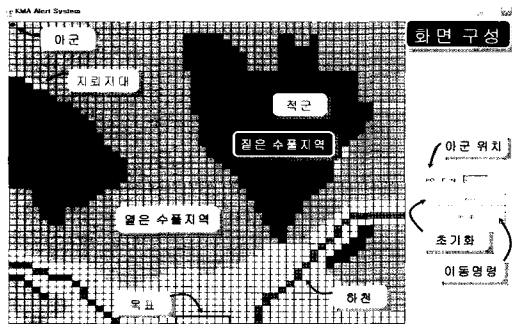 KMA Alert System
아군
화면 구성
지뢰지대
적군
짙은 수풀지역
아군 위치
옅은 수풀지역
초기화
이동명령
목표
하천